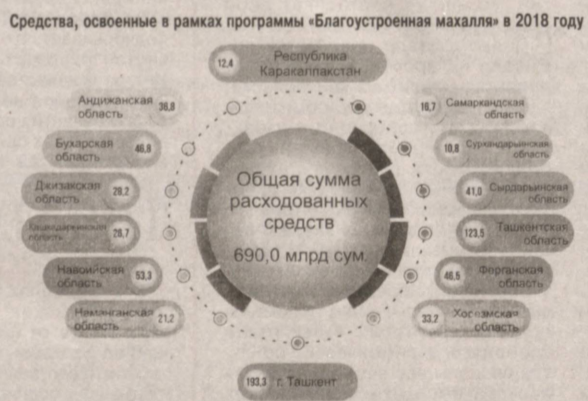 Средства, освоенные в рамках программы «Благоустроенная махалля» в 2018 году
12,4
Республика
Каракалпакстан
Андижанская
область
38,8
Бухарская
область
46,8
Джизакская
область
28,2
Кашкадарьинская
область
28,7
Навоийская
область
53,3
Наманганская
область
21,2
Общая сумма
расходованных
средств
690,0 млрд сум.
16,7
Самаркандская
область
10,8
Сурхандарьинская
область
41,0
Сырдарьинская
область
123,5
Ташкентская
область
46,5
Ферганская
область
33,2
Хорезмская
область
193,3 г. Ташкент